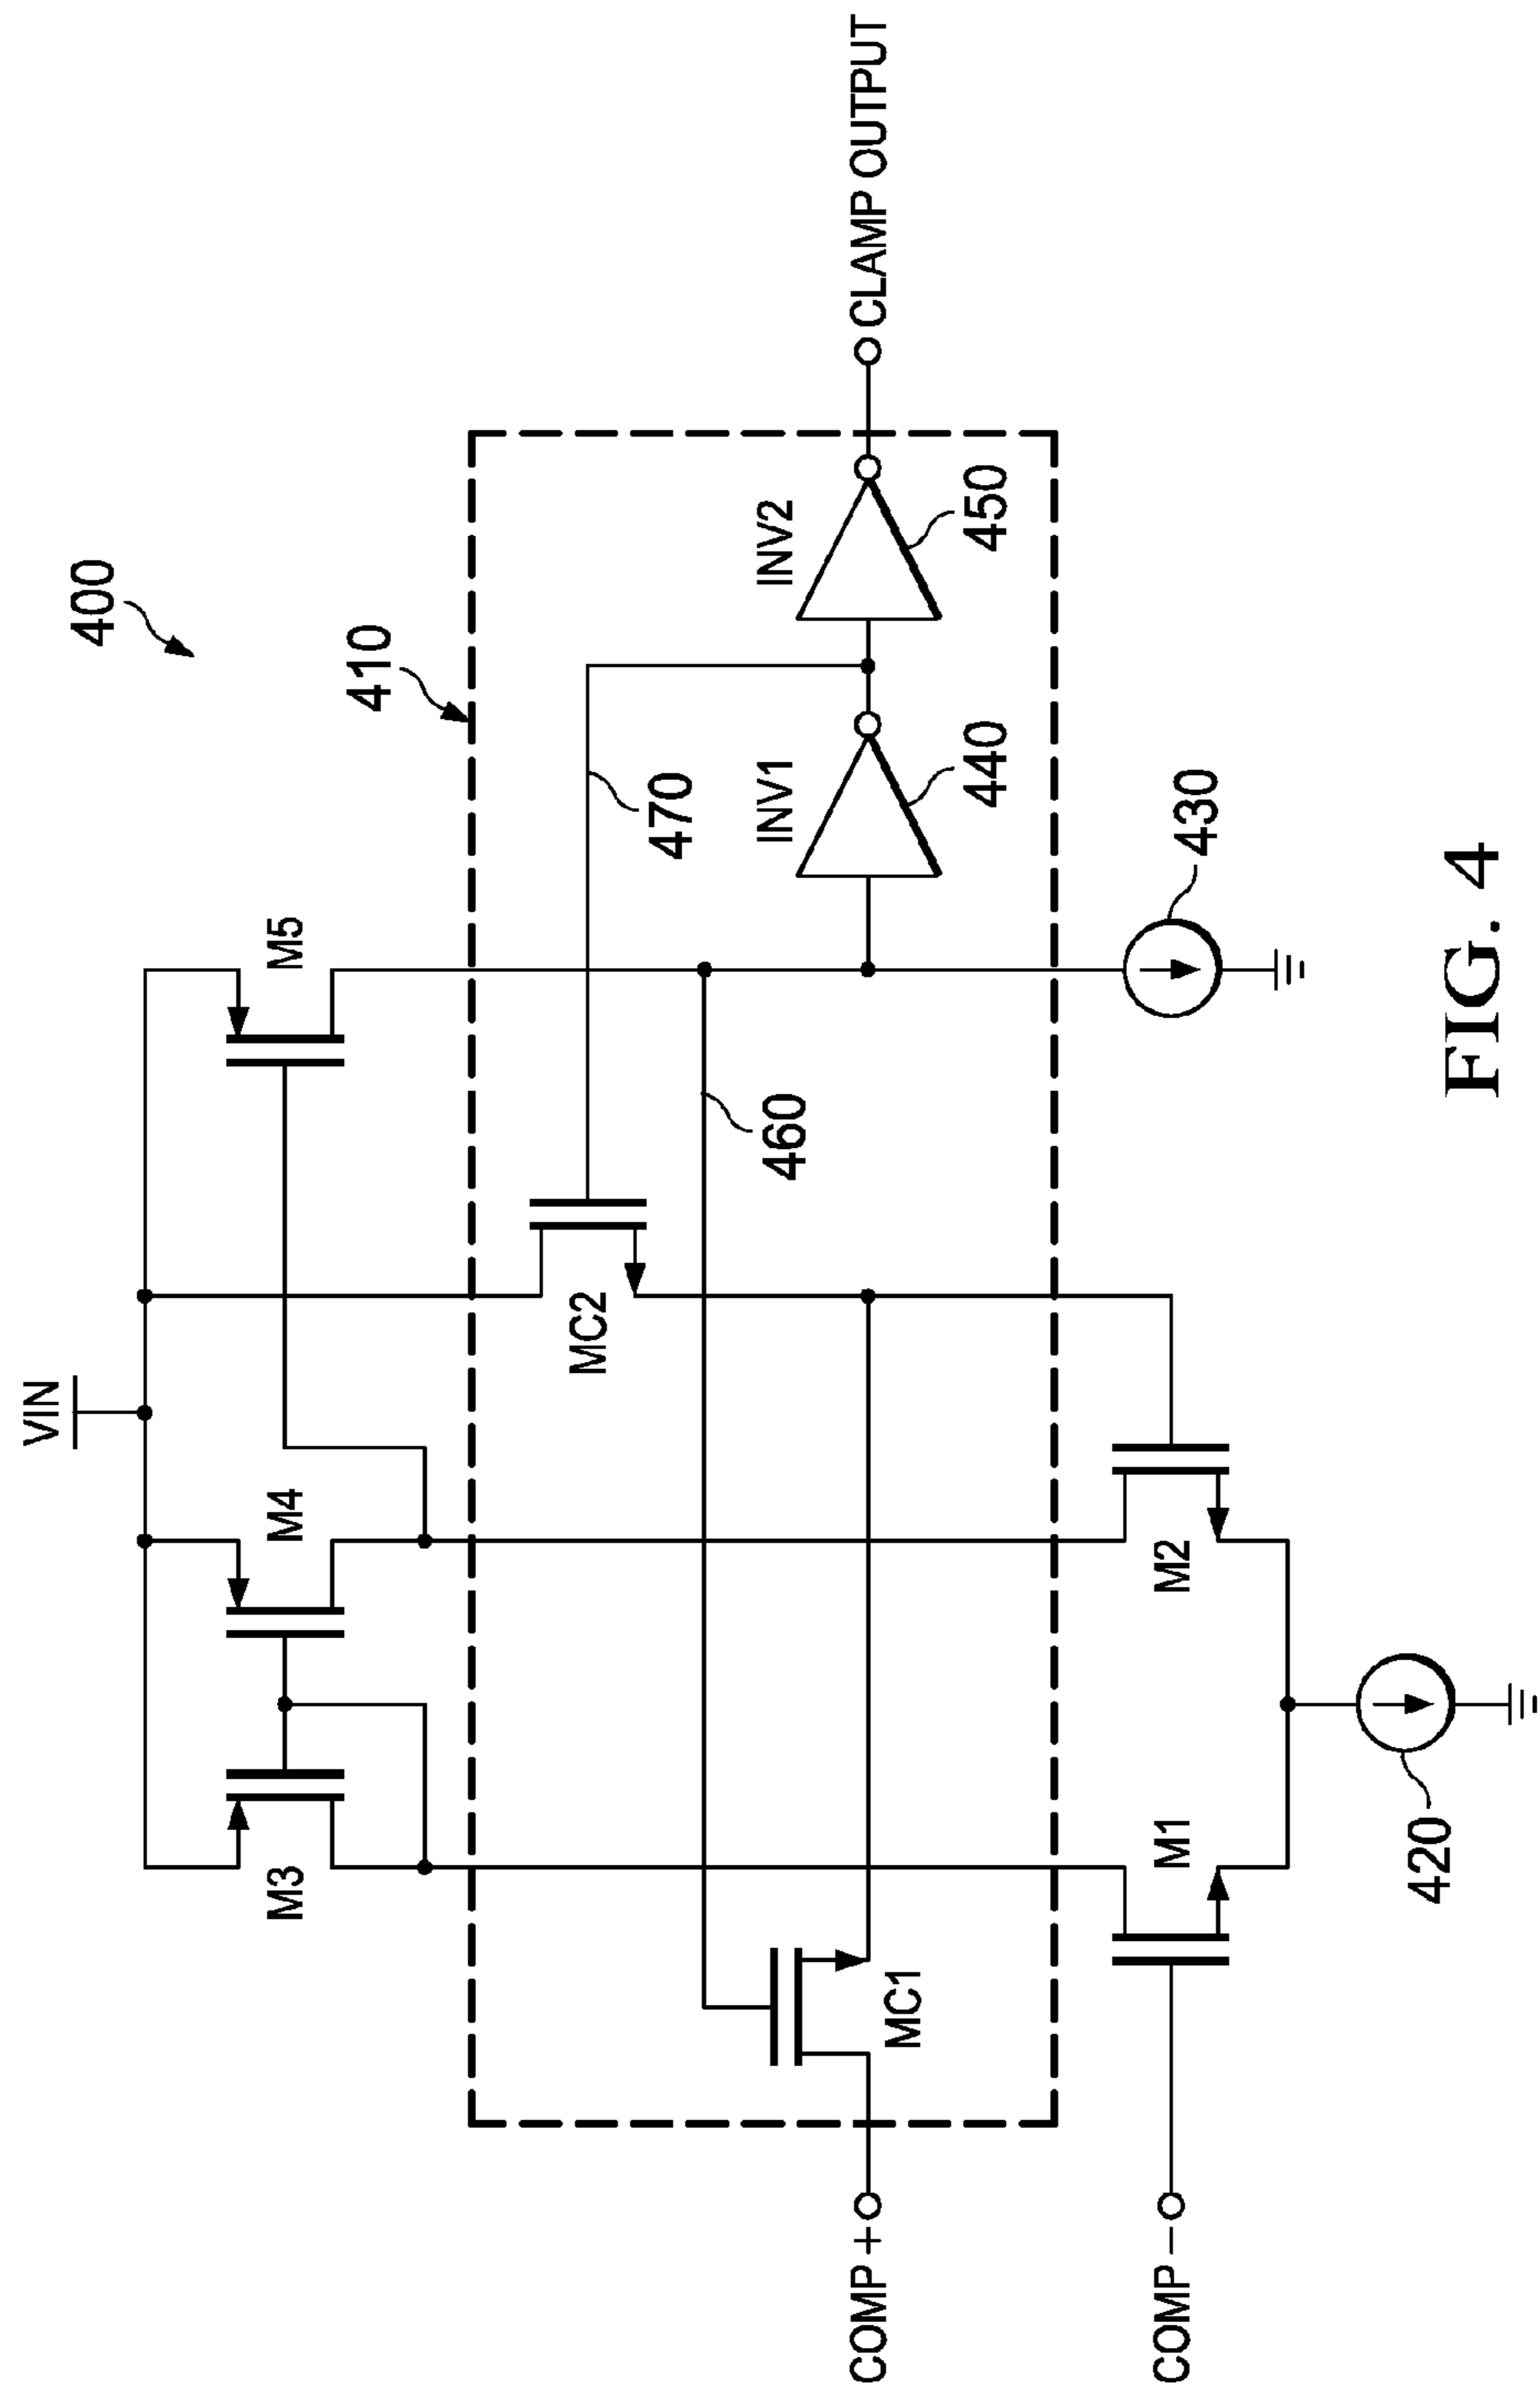 400
VIN
410
M3
M4
M5
MC2
470
460
INV1
INV2
440
450
CLAMP OUTPUT
COMP +
MC1
COMP -
M1
M2
420
430
FIG. 4